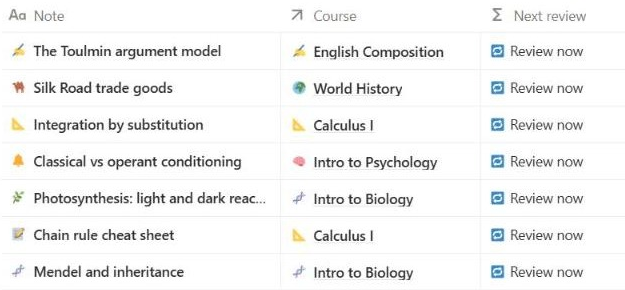 Aa Note Course Σ Next review
The Toulmin argument model English Composition Review now
Silk Road trade goods World History Review now
Integration by substitution Calculus I Review now
Classical vs operant conditioning Intro to Psychology Review now
Photosynthesis: light and dark reac... Intro to Biology Review now
Chain rule cheat sheet Calculus I Review now
Mendel and inheritance Intro to Biology Review now